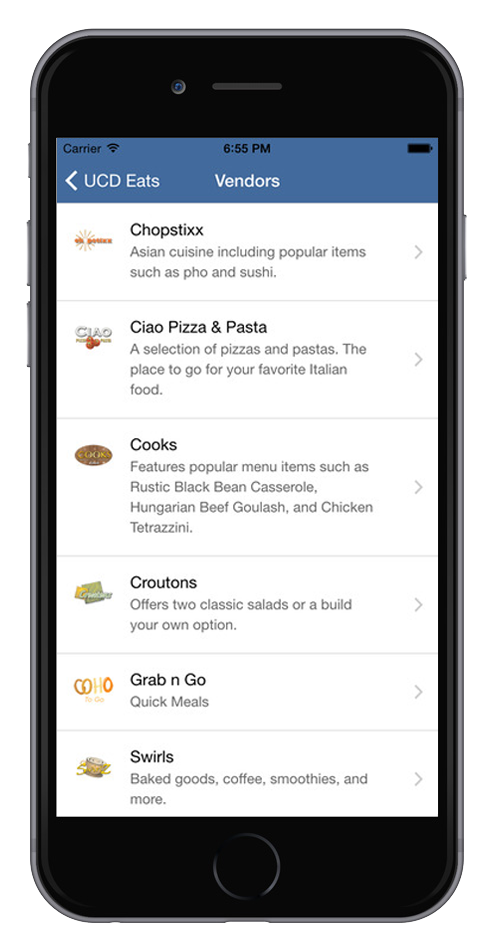 Carrier 6:55 PM
UCD Eats Vendors
Chopstixx
Asian cuisine including popular items
such as pho and sushi.
CIAO
Ciao Pizza & Pasta
A selection of pizzas and pastas. The
place to go for your favorite Italian
food.
COOKS
Cooks
Features popular menu items such as
Rustic Black Bean Casserole,
Hungarian Beef Goulash, and Chicken
Tetrazzini.
Croutons
Offers two classic salads or a build
your own option.
COHO
To Go
Grab n Go
Quick Meals
Swirls
Baked goods, coffee, smoothies, and
more.